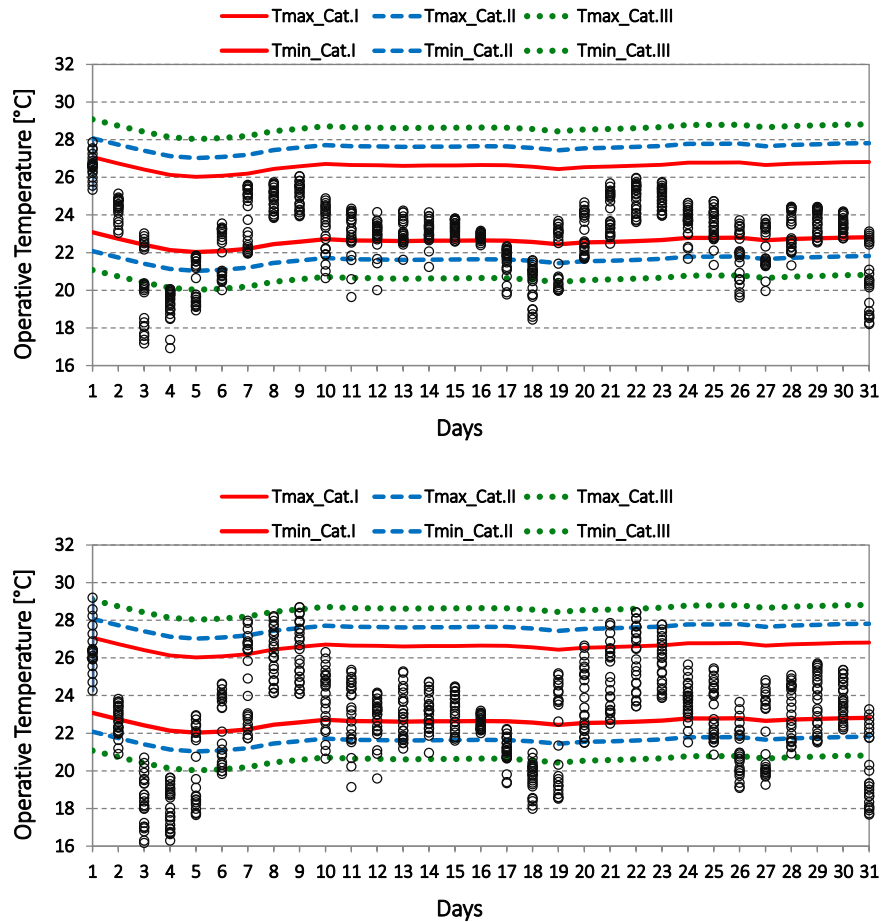 Tmax_Cat.I Tmax_Cat.II Tmax_Cat.III
Tmin_Cat.I Tmin_Cat.II Tmin_Cat.III
Operative Temperature [°C]
32
30
28
26
24
22
20
18
16
1 2 3 4 5 6 7 8 9 10 11 12 13 14 15 16 17 18 19 20 21 22 23 24 25 26 27 28 29 30 31
Days
Tmax_Cat.I Tmax_Cat.II Tmax_Cat.III
Tmin_Cat.I Tmin_Cat.II Tmin_Cat.III
Operative Temperature [°C]
32
30
28
26
24
22
20
18
16
1 2 3 4 5 6 7 8 9 10 11 12 13 14 15 16 17 18 19 20 21 22 23 24 25 26 27 28 29 30 31
Days